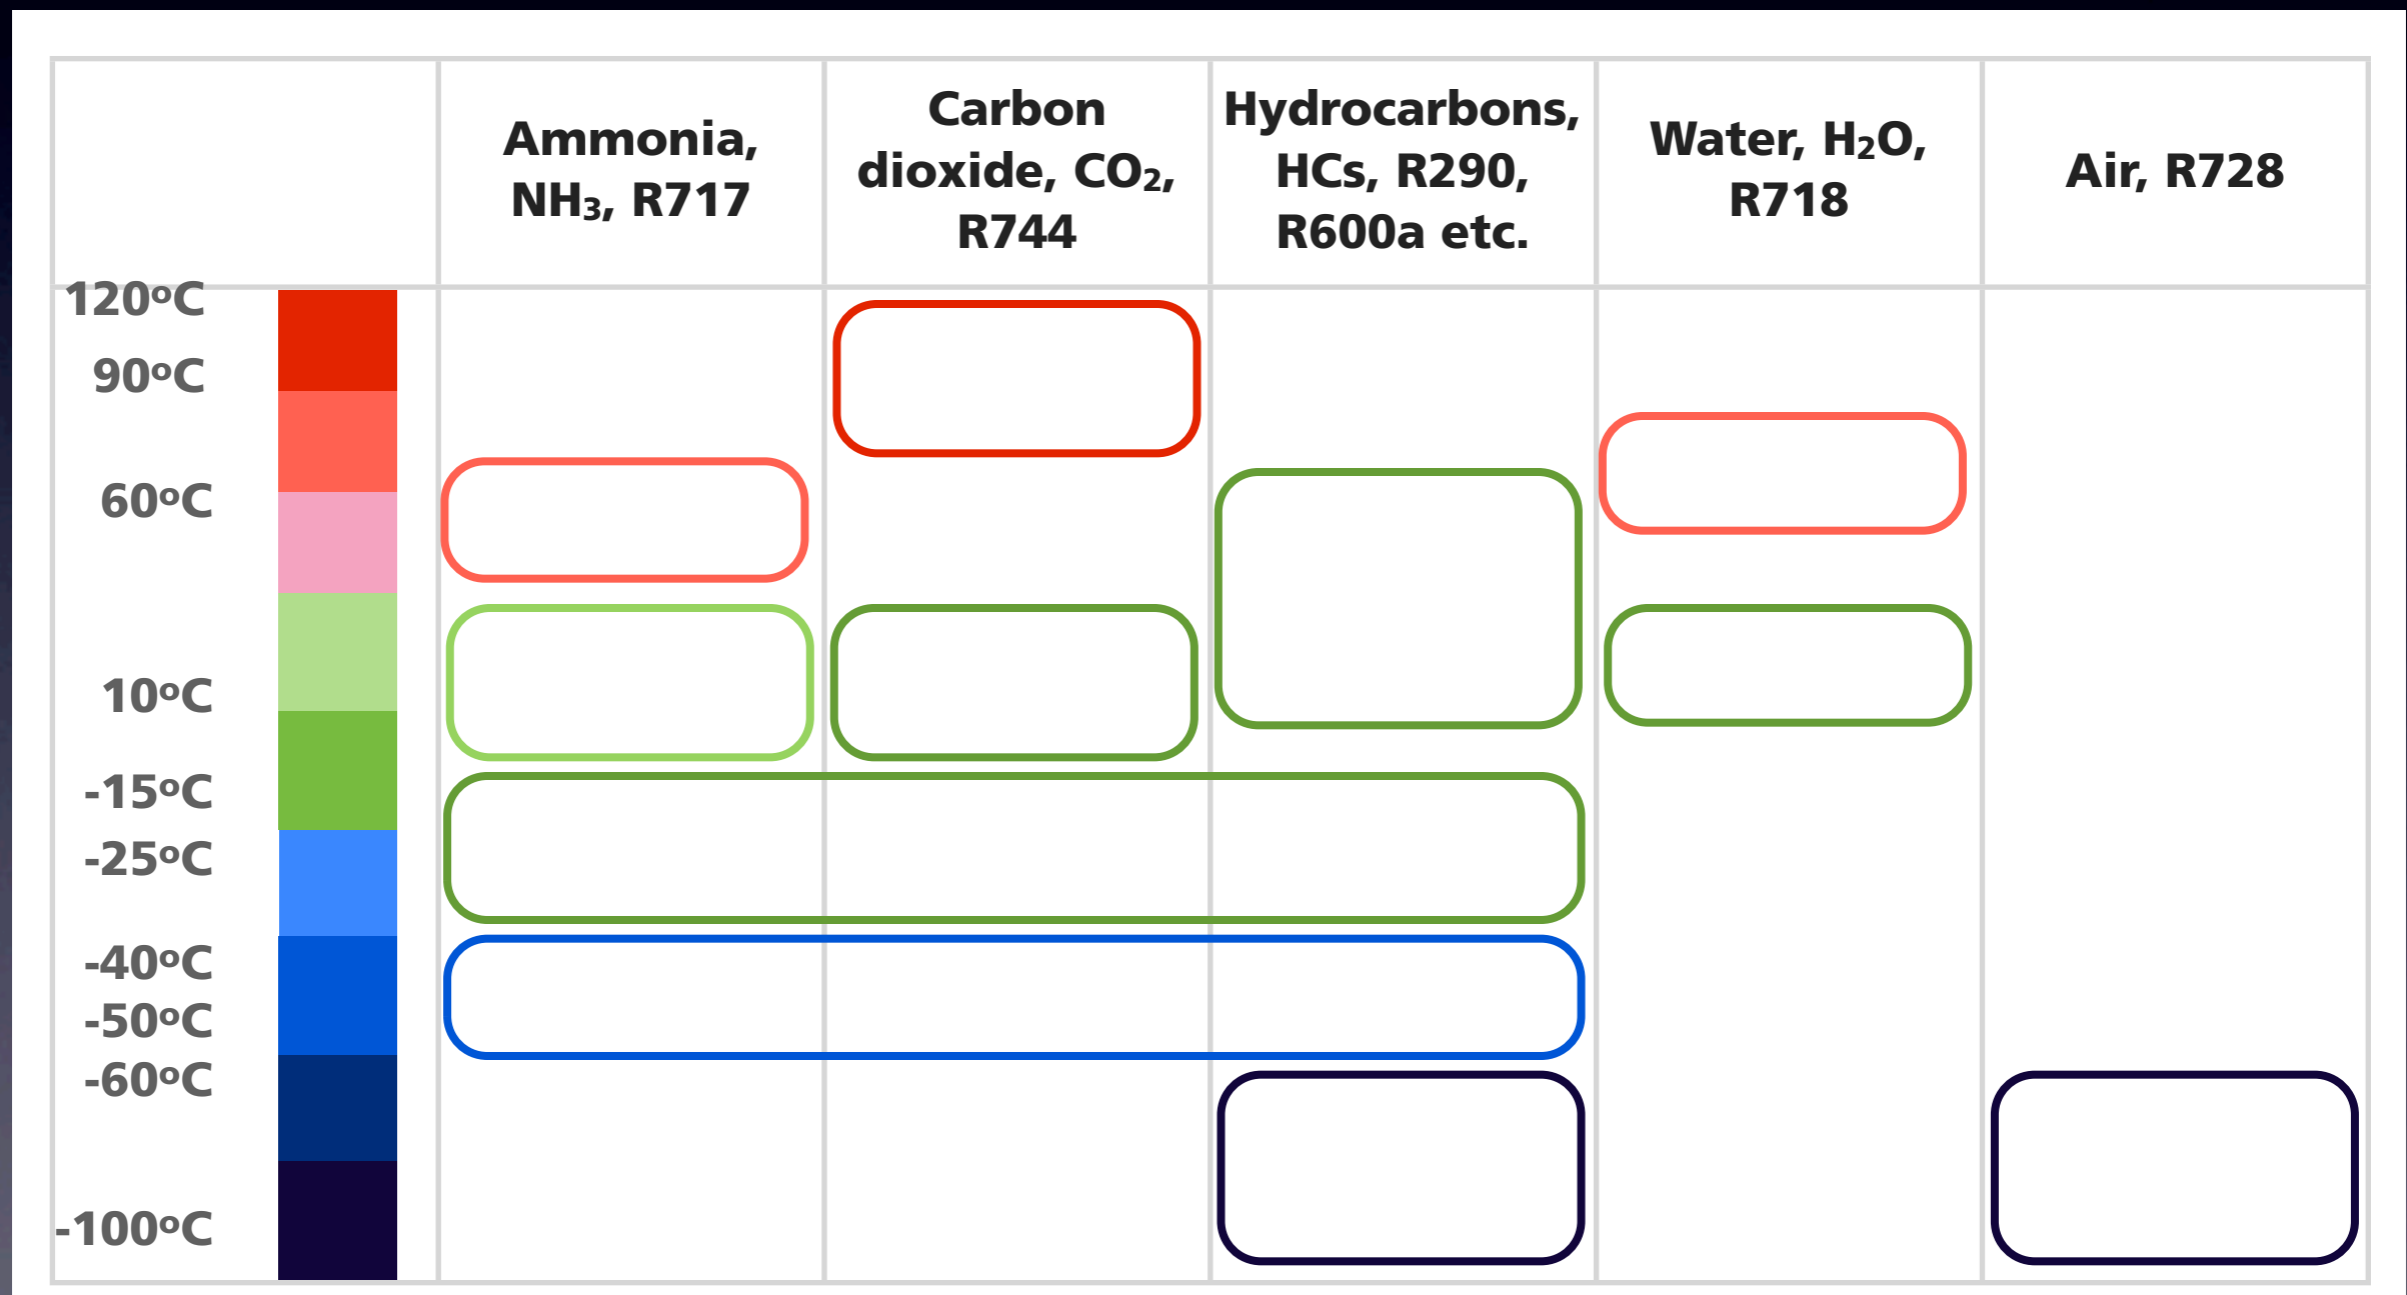 Ammonia,
NH₃, R717
Carbon
dioxide, CO₂,
R744
Hydrocarbons,
HCs, R290,
R600a etc.
Water, H₂O,
R718
Air, R728
120ºC
90ºC
60ºC
10ºC
-15ºC
-25ºC
-40ºC
-50ºC
-60ºC
-100ºC